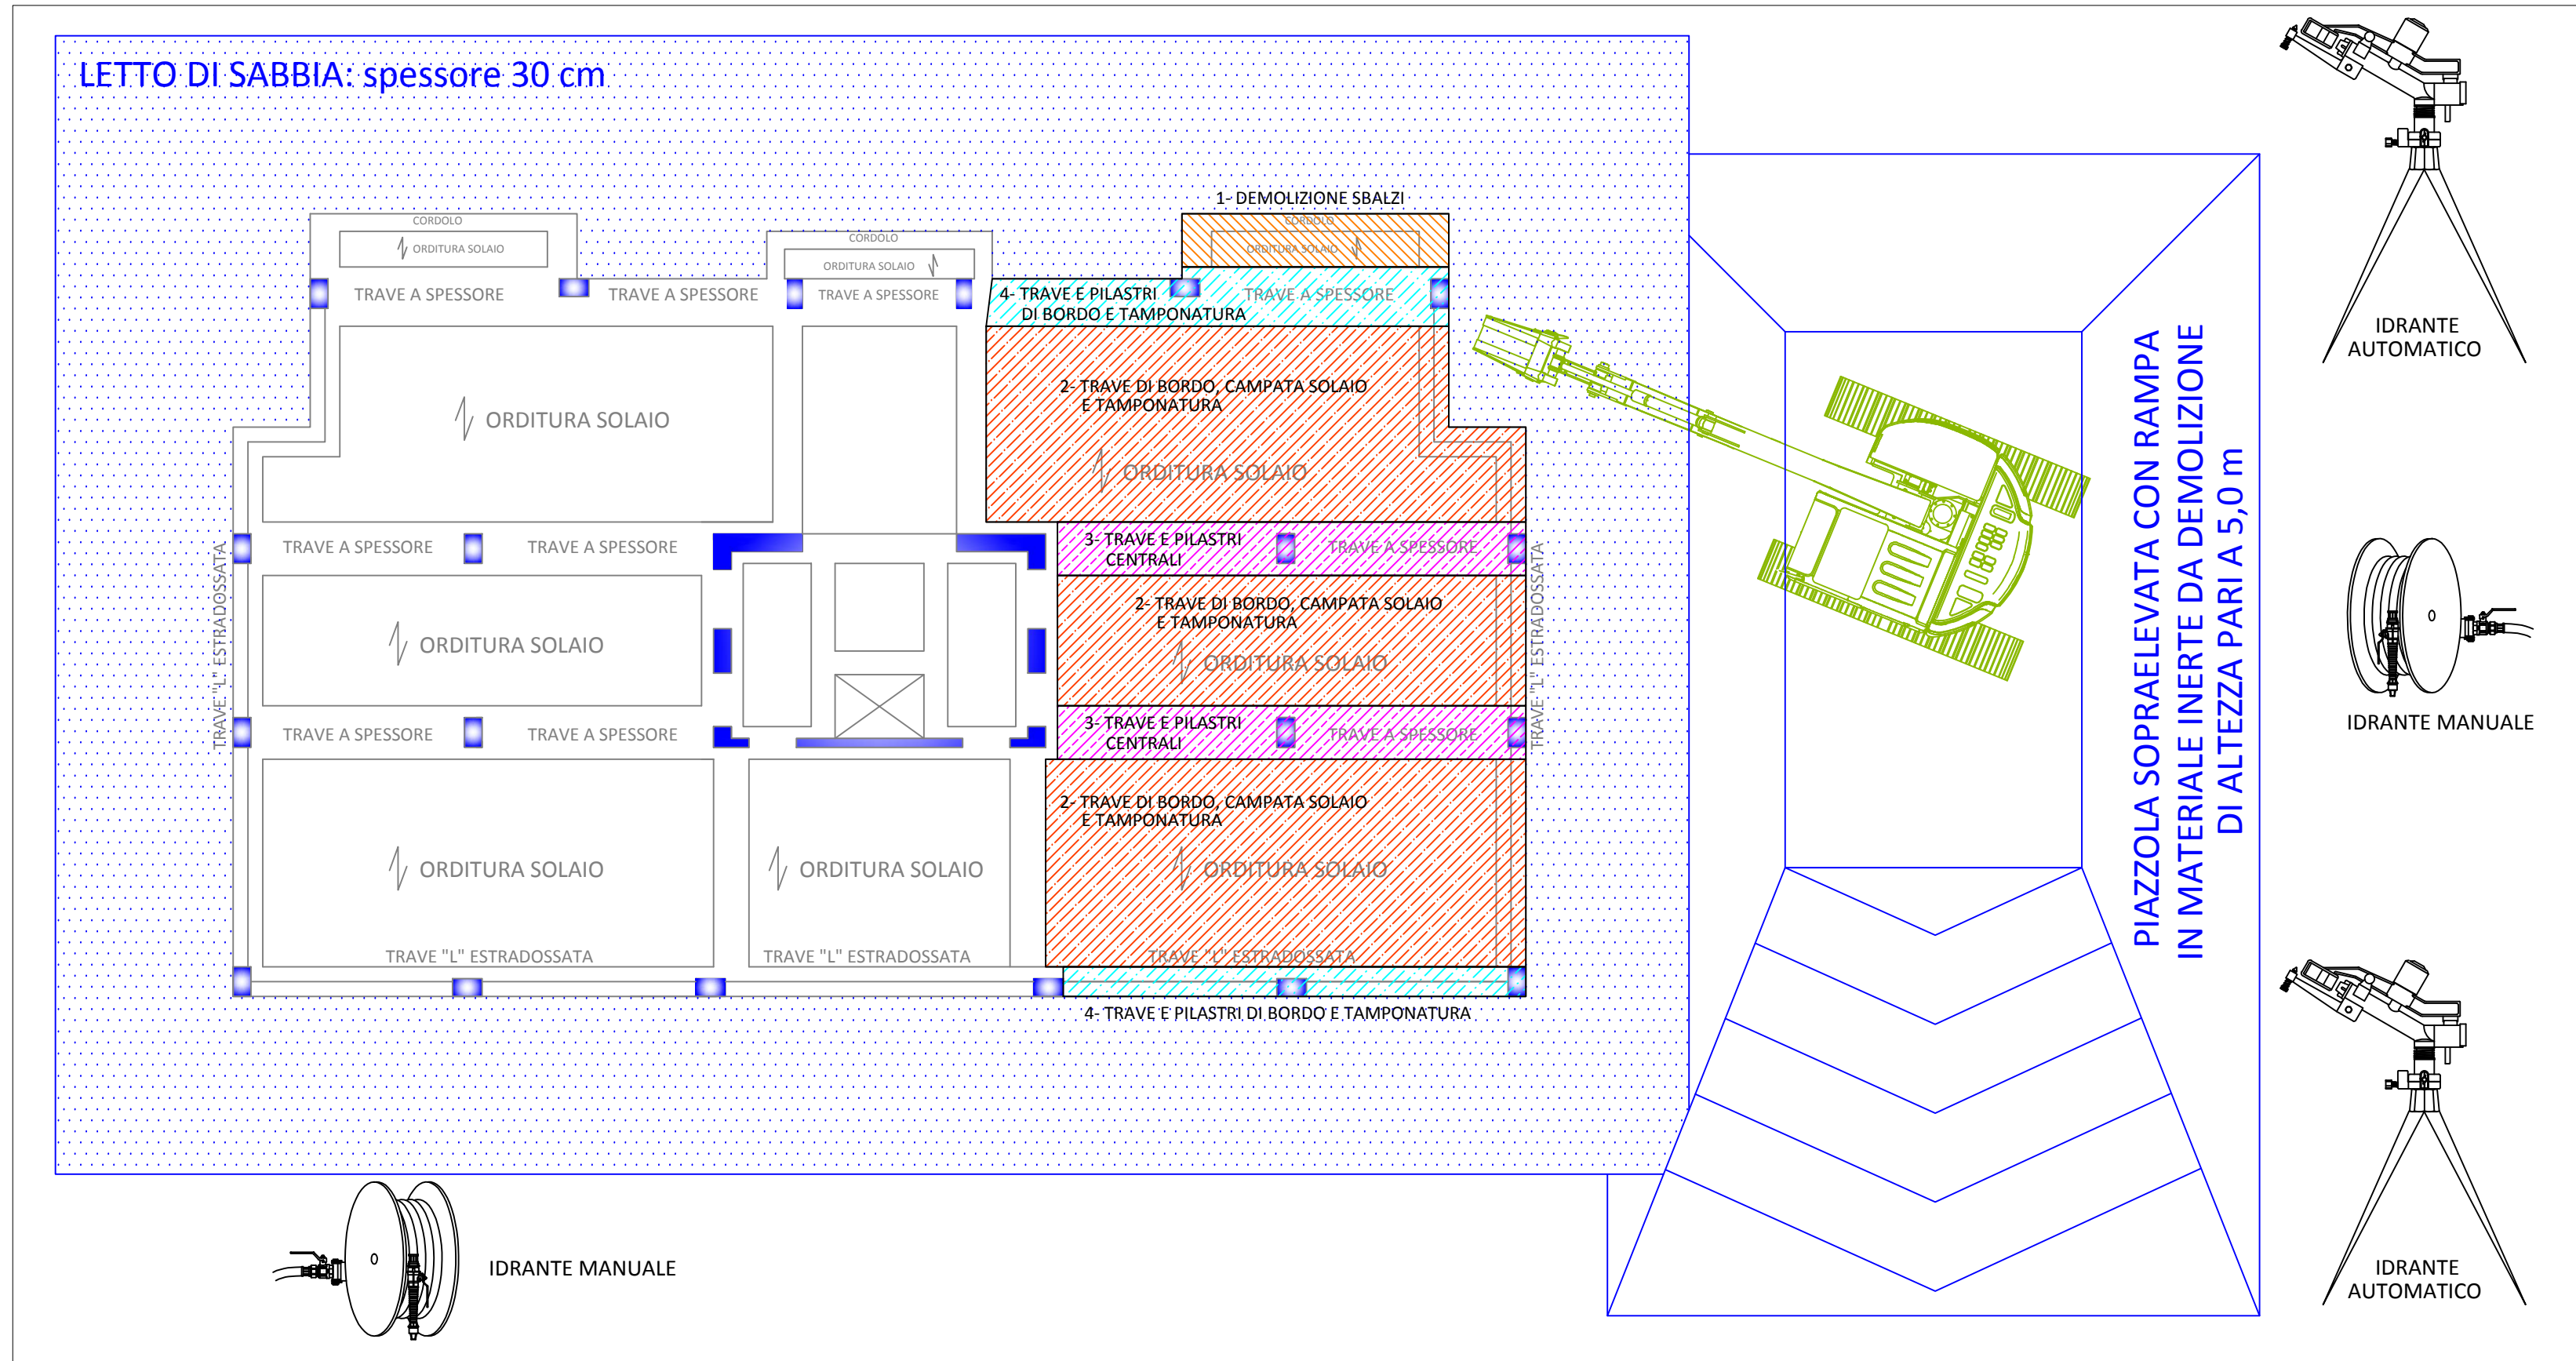 LETTO DI SABBIA: spessore 30 cm
1- DEMOLIZIONE SBALZI
CORDOLO
ORDITURA SOLAIO
CORDOLO
ORDITURA SOLAIO
CORDOLO
ORDITURA SOLAIO
TRAVE A SPESSORE
TRAVE A SPESSORE
TRAVE A SPESSORE
4- TRAVE E PILASTRI
DI BORDO E TAMPONATURA
TRAVE A SPESSORE
2- TRAVE DI BORDO, CAMPATA SOLAIO
E TAMPONATURA
ORDITURA SOLAIO
ORDITURA SOLAIO
TRAVE A SPESSORE
TRAVE A SPESSORE
3- TRAVE E PILASTRI
CENTRALI
TRAVE A SPESSORE
TRAVE "L" ESTRADOSSATA
ORDITURA SOLAIO
2- TRAVE DI BORDO, CAMPATA SOLAIO
E TAMPONATURA
ORDITURA SOLAIO
TRAVE "L" ESTRADOSSATA
TRAVE A SPESSORE
TRAVE A SPESSORE
3- TRAVE E PILASTRI
CENTRALI
TRAVE A SPESSORE
2- TRAVE DI BORDO, CAMPATA SOLAIO
E TAMPONATURA
ORDITURA SOLAIO
ORDITURA SOLAIO
ORDITURA SOLAIO
TRAVE "L" ESTRADOSSATA
TRAVE "L" ESTRADOSSATA
TRAVE "L" ESTRADOSSATA
4- TRAVE E PILASTRI DI BORDO E TAMPONATURA
PIAZZOLA SOPRAELEVATA CON RAMPA
IN MATERIALE INERTE DA DEMOLIZIONE
DI ALTEZZA PARI A 5,0 m
IDRANTE
AUTOMATICO
IDRANTE MANUALE
IDRANTE
AUTOMATICO
IDRANTE MANUALE